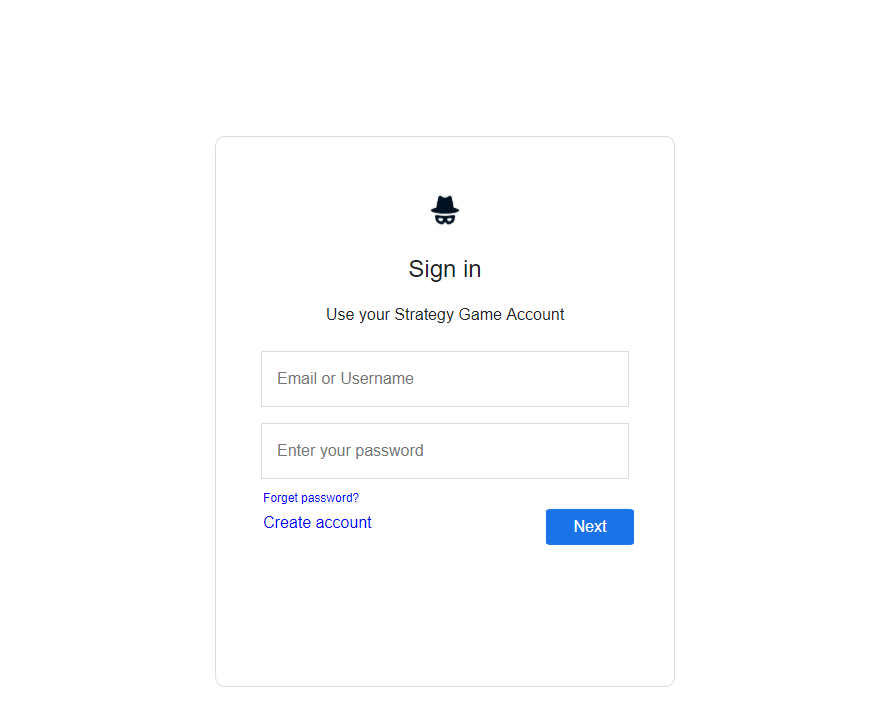 Sign in
Use your Strategy Game Account
Email or Username
Enter your password
Forget password?
Create account
Next